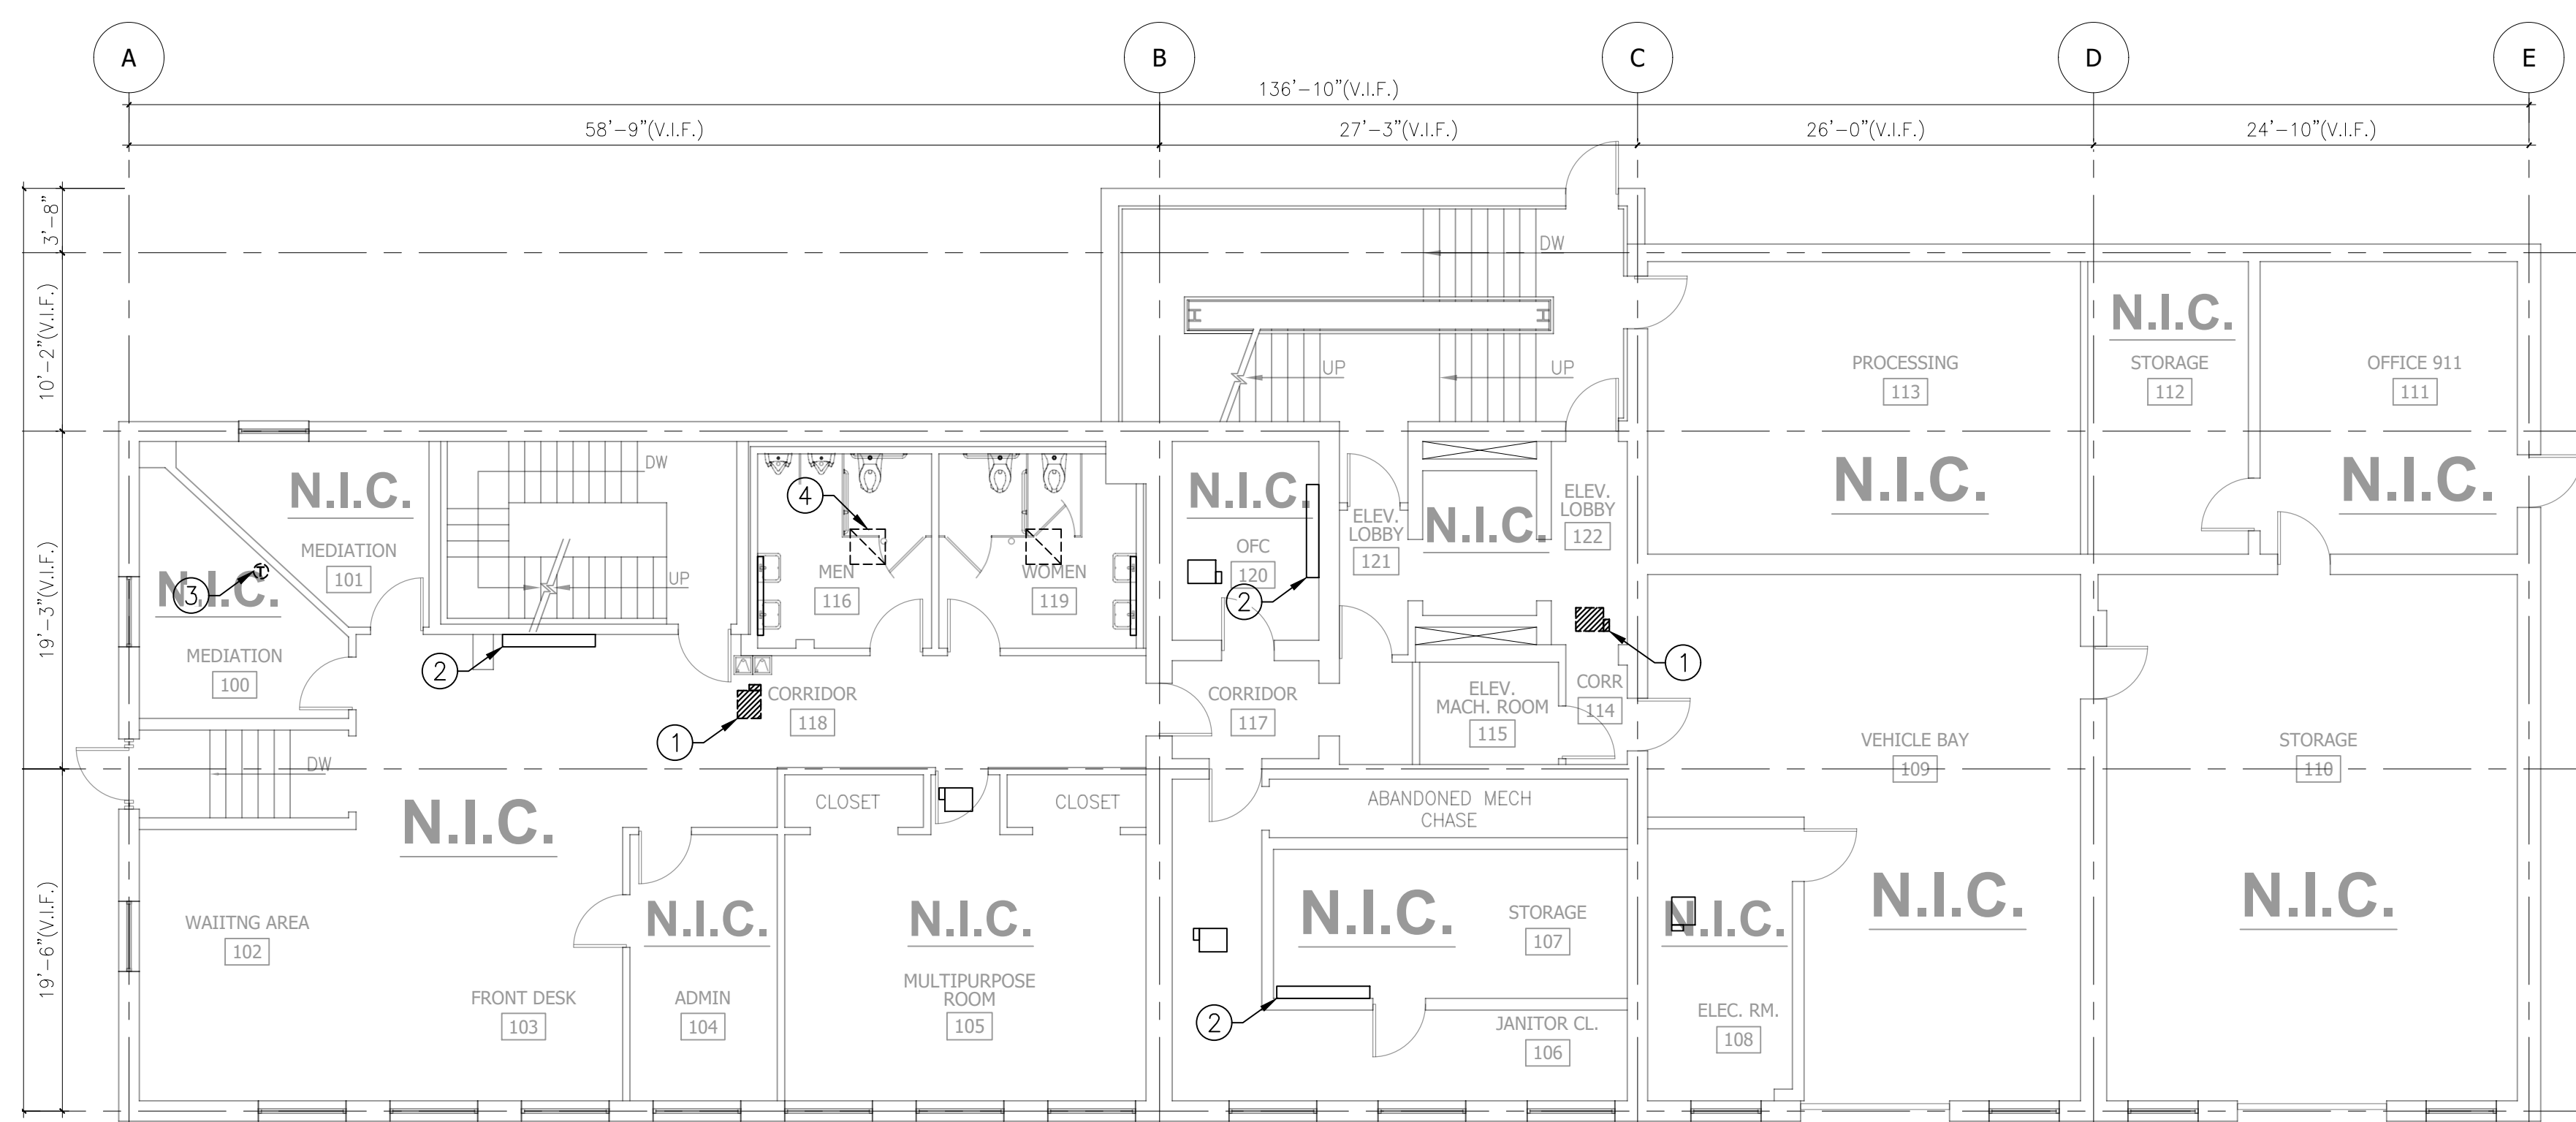 A
B
C
D
E
136'-10"(V.I.F.)
58'-9"(V.I.F.)
27'-3"(V.I.F.)
26'-0"(V.I.F.)
24'-10"(V.I.F.)
3'-8"
10'-2"(V.I.F.)
19'-3"(V.I.F.)
19'-6"(V.I.F.)
DW
UP
UP
N.I.C.
STORAGE
112
PROCESSING
113
OFFICE 911
111
N.I.C.
N.I.C.
N.I.C.
MEDIATION
101
N.I.C.
3
MEDIATION
100
DW
UP
2
4
MEN
116
WOMEN
119
N.I.C.
OFC
120
2
ELEV.
LOBBY
121
N.I.C.
ELEV.
LOBBY
122
1
CORRIDOR
118
1
CORRIDOR
117
ELEV.
MACH. ROOM
115
CORR
114
DW
N.I.C.
CLOSET
CLOSET
ABANDONED MECH
CHASE
VEHICLE BAY
109
STORAGE
110
WAIITNG AREA
102
FRONT DESK
103
N.I.C.
ADMIN
104
N.I.C.
MULTIPURPOSE
ROOM
105
N.I.C.
STORAGE
107
2
JANITOR CL.
106
N.I.C.
ELEC. RM.
108
N.I.C.
N.I.C.